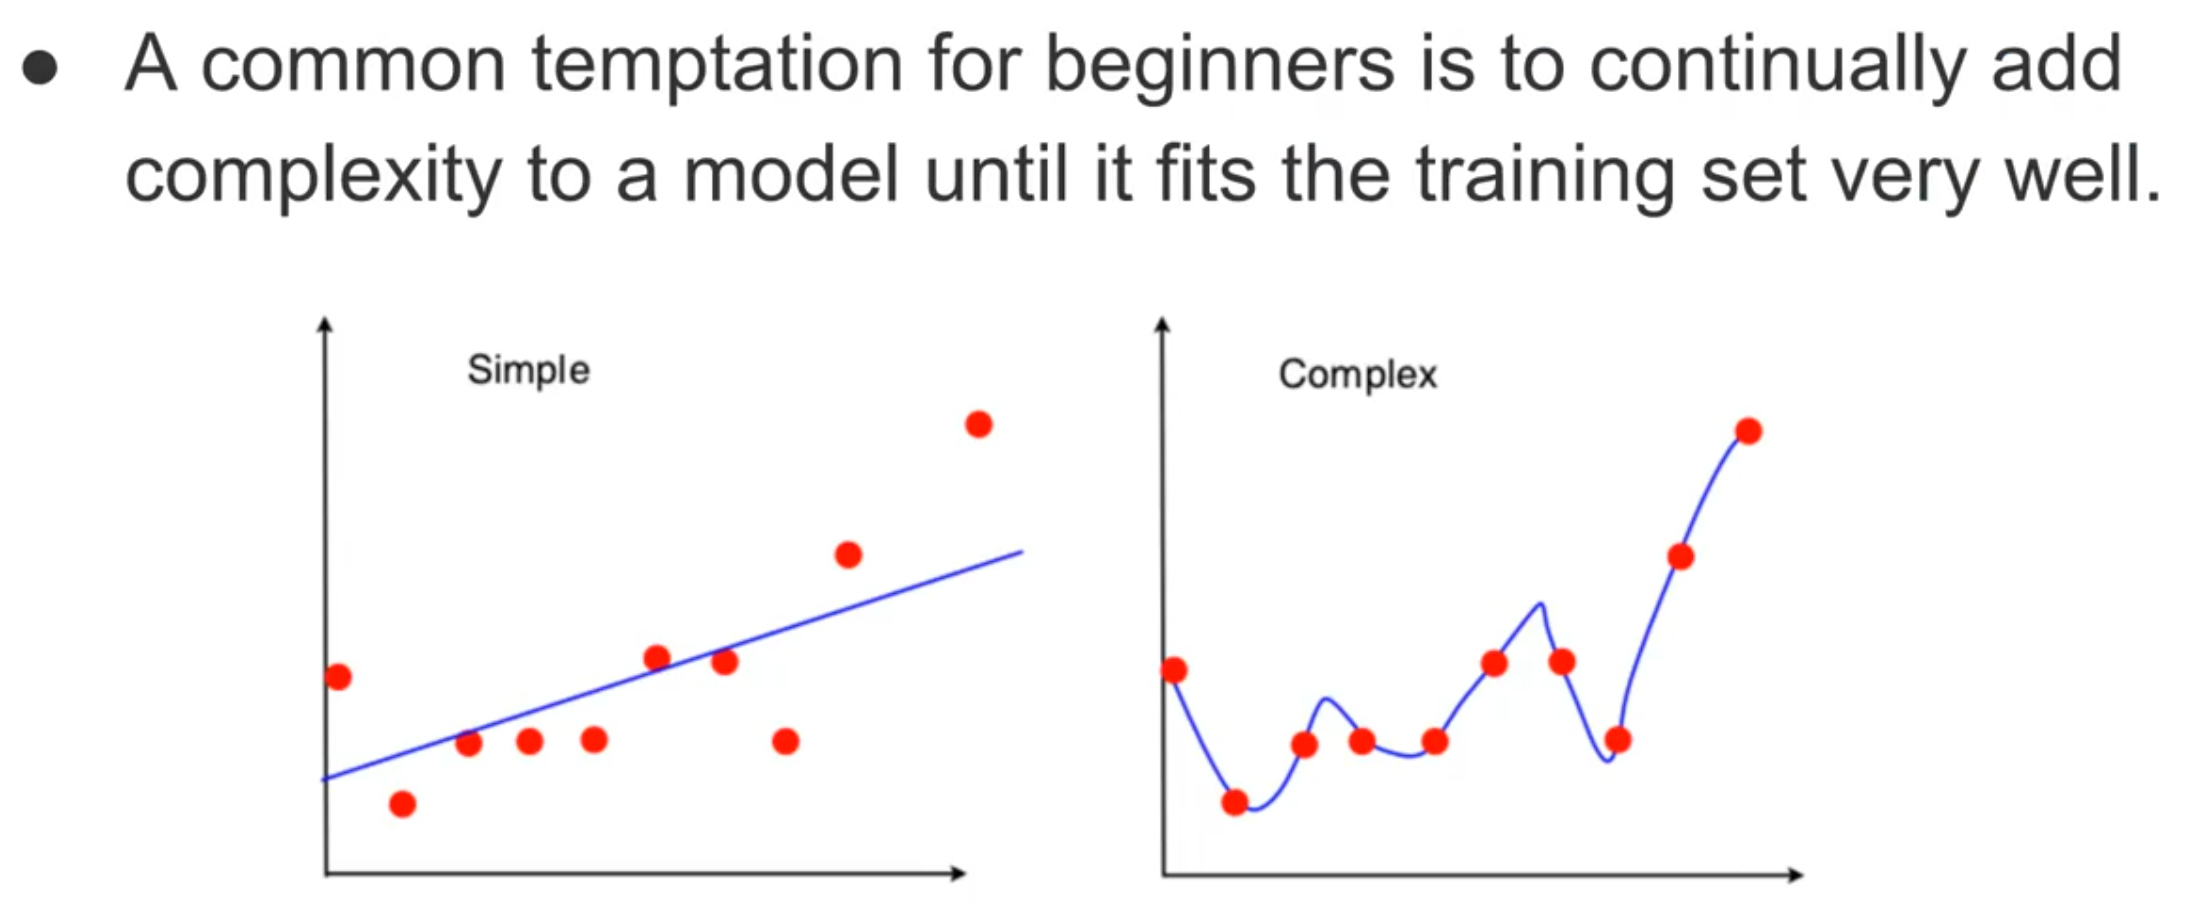 ● A common temptation for beginners is to continually add
complexity to a model until it fits the training set very well.
Simple
Complex